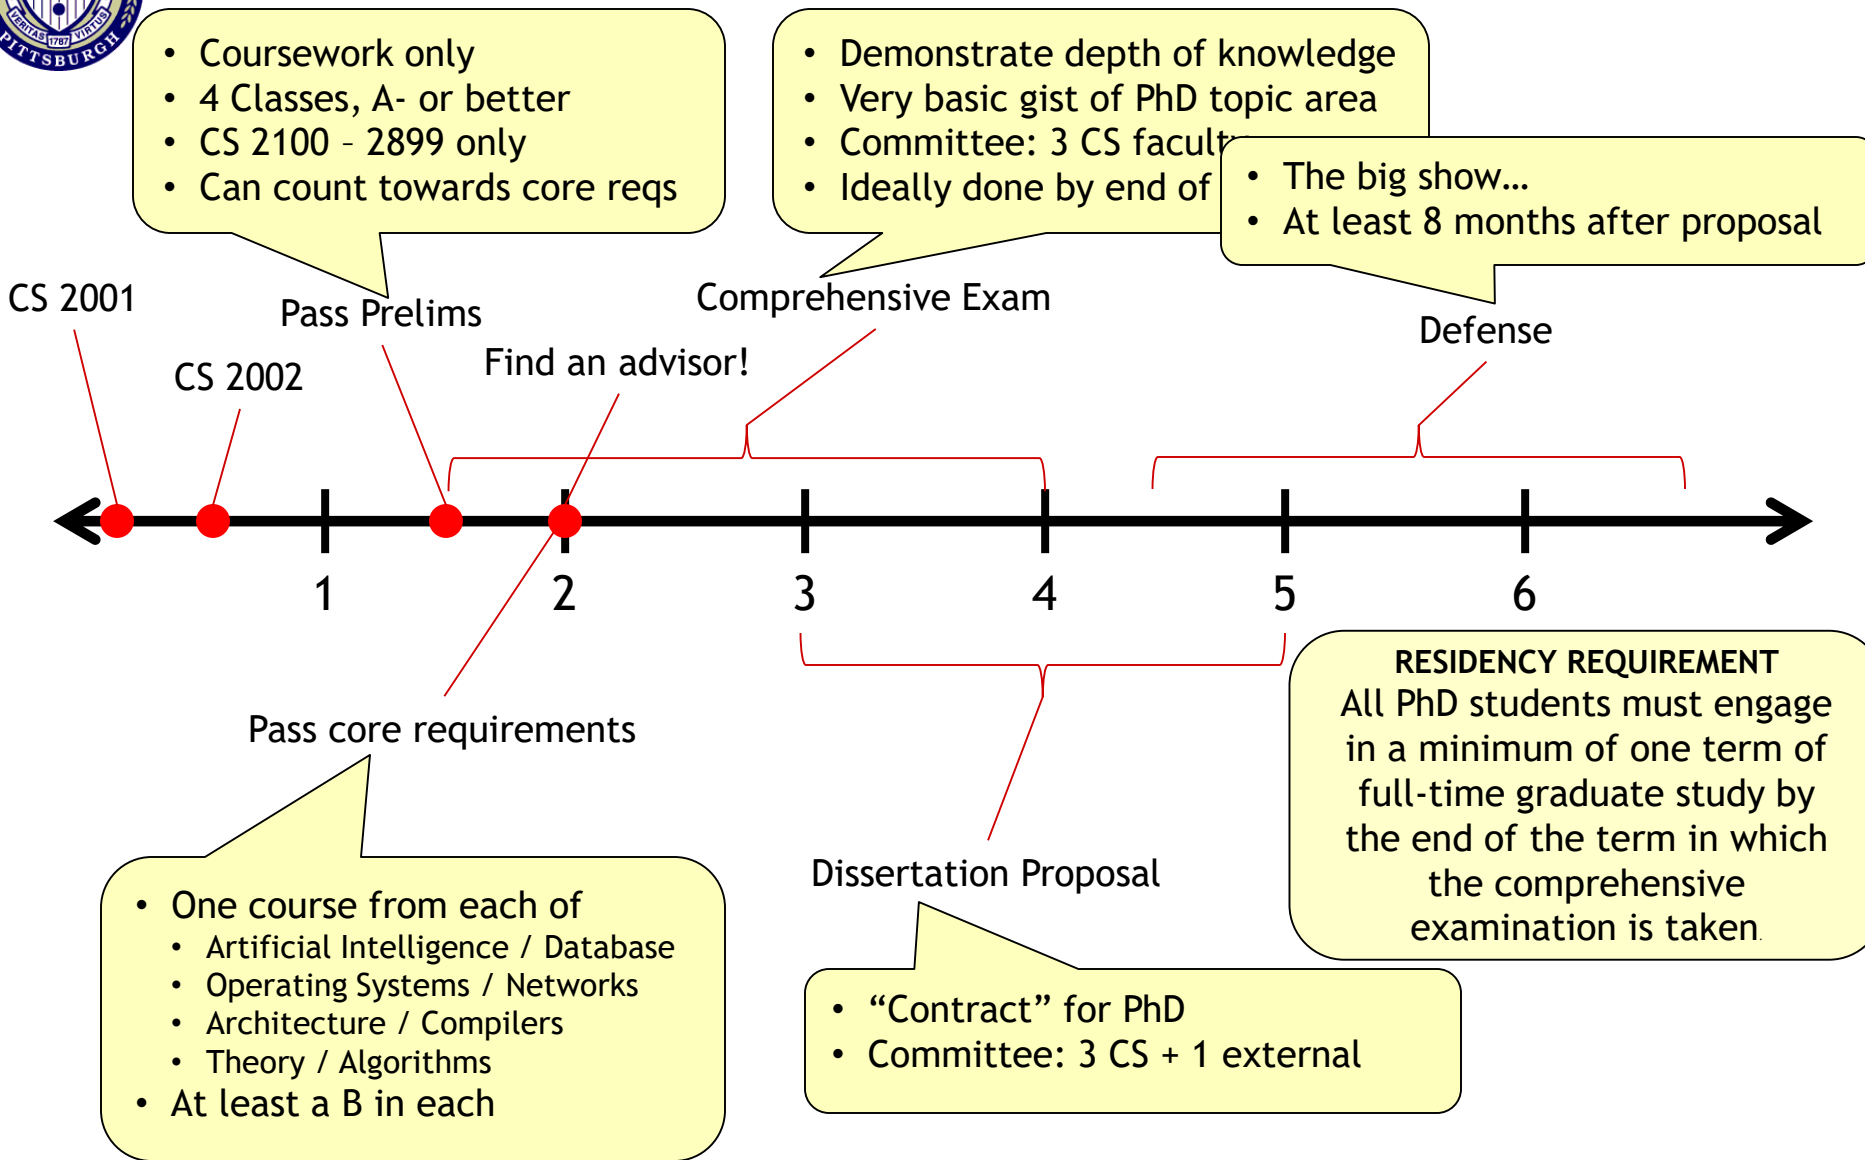 VERITAS 1787 VIRTUS
PITTSBURGH
• Coursework only
• 4 Classes, A- or better
• CS 2100 – 2899 only
• Can count towards core reqs
• Demonstrate depth of knowledge
• Very basic gist of PhD topic area
• Committee: 3 CS faculty
• Ideally done by end of
• The big show…
• At least 8 months after proposal
CS 2001
Pass Prelims
Comprehensive Exam
Defense
CS 2002
Find an advisor!
1
2
3
4
5
6
Pass core requirements
• One course from each of
• Artificial Intelligence / Database
• Operating Systems / Networks
• Architecture / Compilers
• Theory / Algorithms
• At least a B in each
Dissertation Proposal
• “Contract” for PhD
• Committee: 3 CS + 1 external
RESIDENCY REQUIREMENT
All PhD students must engage
in a minimum of one term of
full-time graduate study by
the end of the term in which
the comprehensive
examination is taken.